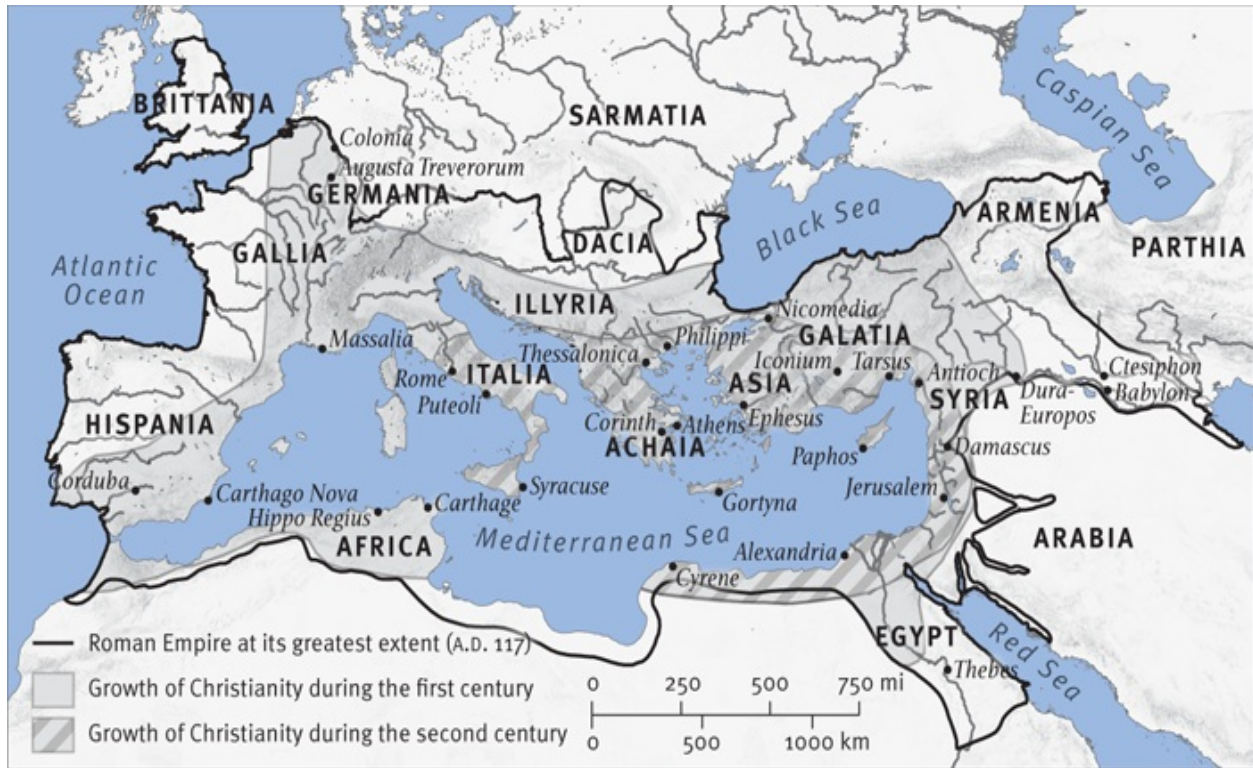 BRITTANIA
SARMATIA
Caspian Sea
Colonia
Augusta Treverorum
GERMANIA
GALLIA
DACIA
Black Sea
ARMENIA
PARTHIA
Atlantic
Ocean
ILLYRIA
Nicomedia
GALATIA
Massalia
Philippi
Thessalonica
Iconium
Tarsus
Antioch
Ctesiphon
Rome
ITALIA
ASIA
SYRIA
Dura-
Europos
Babylon
Puteoli
HISPANIA
Corinth
Athens
Ephesus
ACHAIA
Paphos
Damascus
Corduba
Carthago Nova
Syracuse
Gortyna
Jerusalem
Hippo Regius
Carthage
AFRICA
Mediterranean Sea
Alexandria
ARABIA
Cyrene
EGYPT
Red Sea
Thebes
Roman Empire at its greatest extent (A.D. 117)
Growth of Christianity during the first century
Growth of Christianity during the second century
0 250 500 750 mi
0 500 1000 km